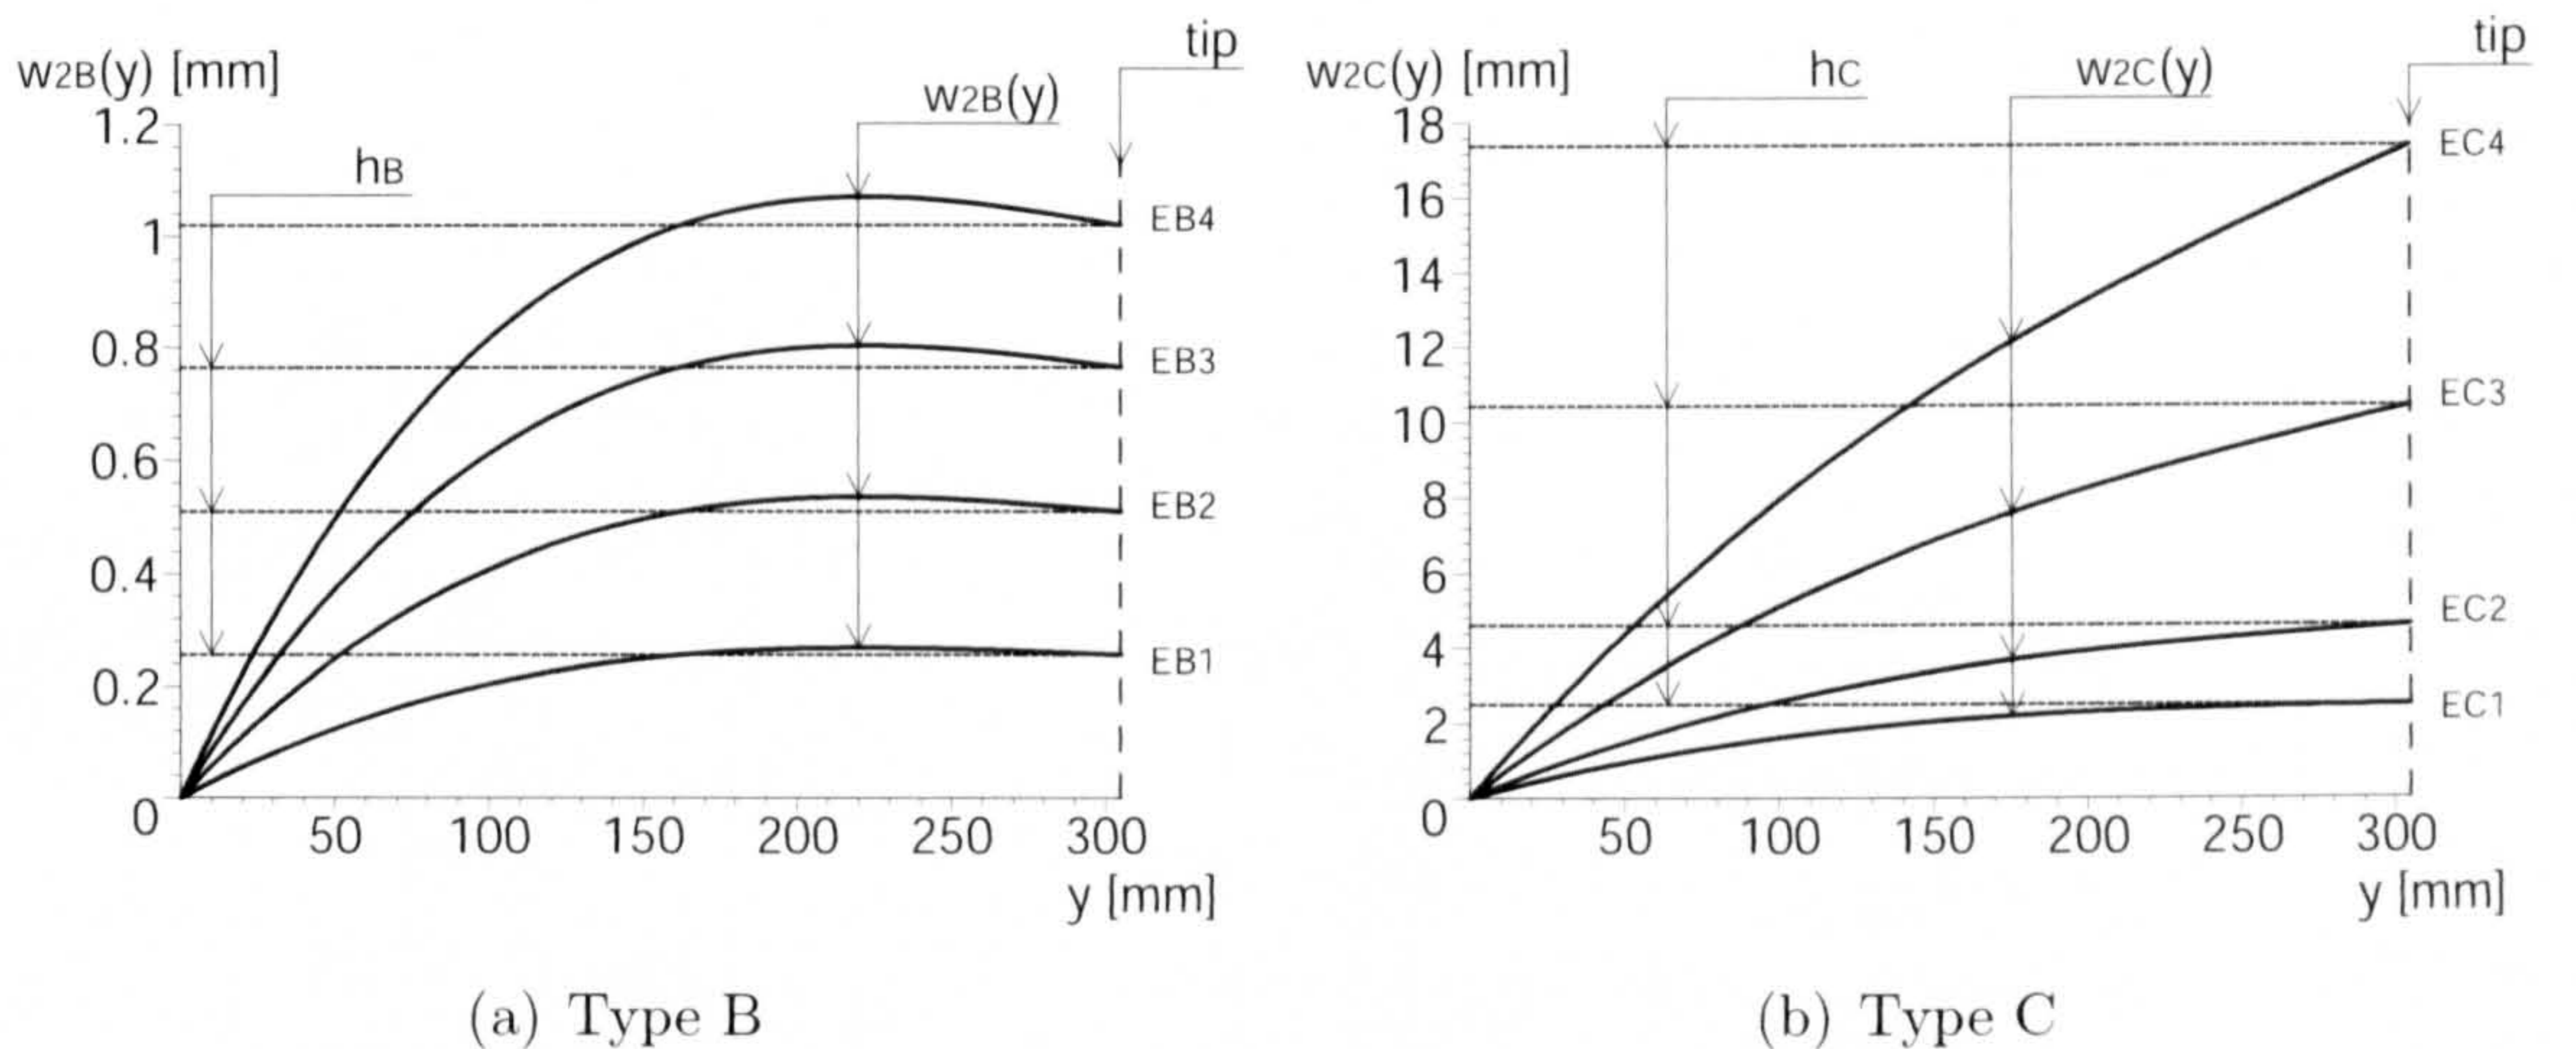 w2B(y) [mm]
tip
w2B(y)
hB
1.2
1
0.8
0.6
0.4
0.2
0
EB4
EB3
EB2
EB1
50 100 150 200 250 300
y [mm]
(a) Type B
w2C(y) [mm]
hC
w2C(y)
tip
18
16
14
12
10
8
6
4
2
0
EC4
EC3
EC2
EC1
50 100 150 200 250 300
y [mm]
(b) Type C